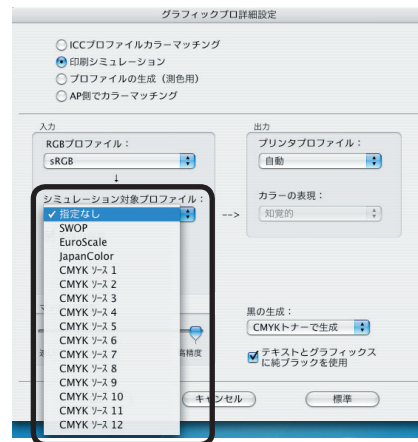 グラフィックプロ詳細設定
ICCプロファイルカラーマッチング
印刷シミュレーション
プロファイルの生成（測色用）
AP側でカラーマッチング
入力
RGBプロファイル：
sRGB
↓
シミュレーション対象プロファイル：
✓ 指定なし
SWOP
EuroScale
JapanColor
CMYK ソース 1
CMYK ソース 2
CMYK ソース 3
CMYK ソース 4
CMYK ソース 5
CMYK ソース 6
CMYK ソース 7
CMYK ソース 8
CMYK ソース 9
CMYK ソース 10
CMYK ソース 11
CMYK ソース 12
-->
出力
プリンタプロファイル：
自動
カラーの表現：
知覚的
黒の生成：
CMYKトナーで生成
テキストとグラフィックス
に純ブラックを使用
高精度
キャンセル
標準